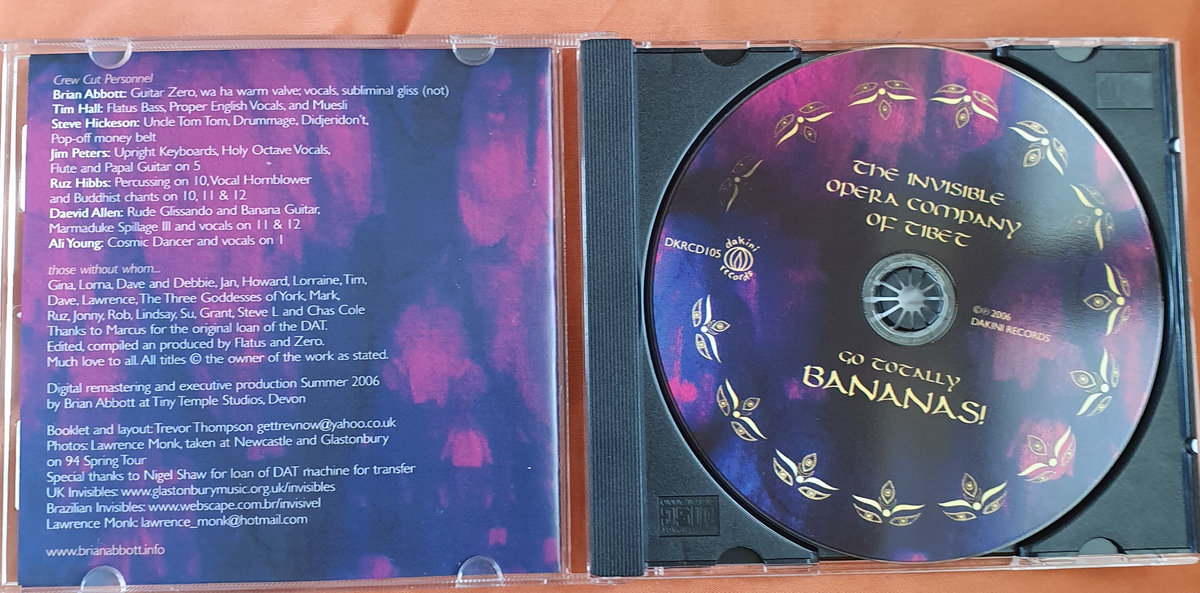 Crew Cut Personnel
Brian Abbott: Guitar Zero, wa ha warm valve; vocals, subliminal gliss (not)
Tim Hall: Flatus Bass, Proper English Vocals, and Muesli
Steve Hickeson: Uncle Tom Tom, Drummage, Didjeridon't,
Pop-off money belt
Jim Peters: Upright Keyboards, Holy Octave Vocals,
Flute and Papal Guitar on 5
Ruz Hibbs: Percussing on 10, Vocal Hornblower
and Buddhist chants on 10, 11 & 12
Daevid Allen: Rude Glissando and Banana Guitar,
Marmaduke Spillage III and vocals on 11 & 12
Ali Young: Cosmic Dancer and vocals on 1
those without whom...
Gina, Lorna, Dave and Debbie, Jan, Howard, Lorraine, Tim,
Dave, Lawrence, The Three Goddesses of York, Mark,
Ruz, Jonny, Rob, Lindsay, Su, Grant, Steve L and Chas Cole
Thanks to Marcus for the original loan of the DAT.
Edited, compiled an produced by Flatus and Zero.
Much love to all. All titles © the owner of the work as stated.
Digital remastering and executive production Summer 2006
by Brian Abbott at Tiny Temple Studios, Devon
Booklet and layout: Trevor Thompson gettrevnow@yahoo.co.uk
Photos: Lawrence Monk, taken at Newcastle and Glastonbury
on 94 Spring Tour
Special thanks to Nigel Shaw for loan of DAT machine for transfer
UK Invisibles: www.glastonburymusic.org.uk/invisibles
Brazilian Invisibles: www.webscape.com.br/invisivel
Lawrence Monk: lawrence_monk@hotmail.com
www.brianabbott.info
THE INVISIBLE
OPERA COMPANY
OF TIBET
DKRCD105
dakini
records
©℗ 2006
DAKINI RECORDS
GO TOTALLY
BANANAS!